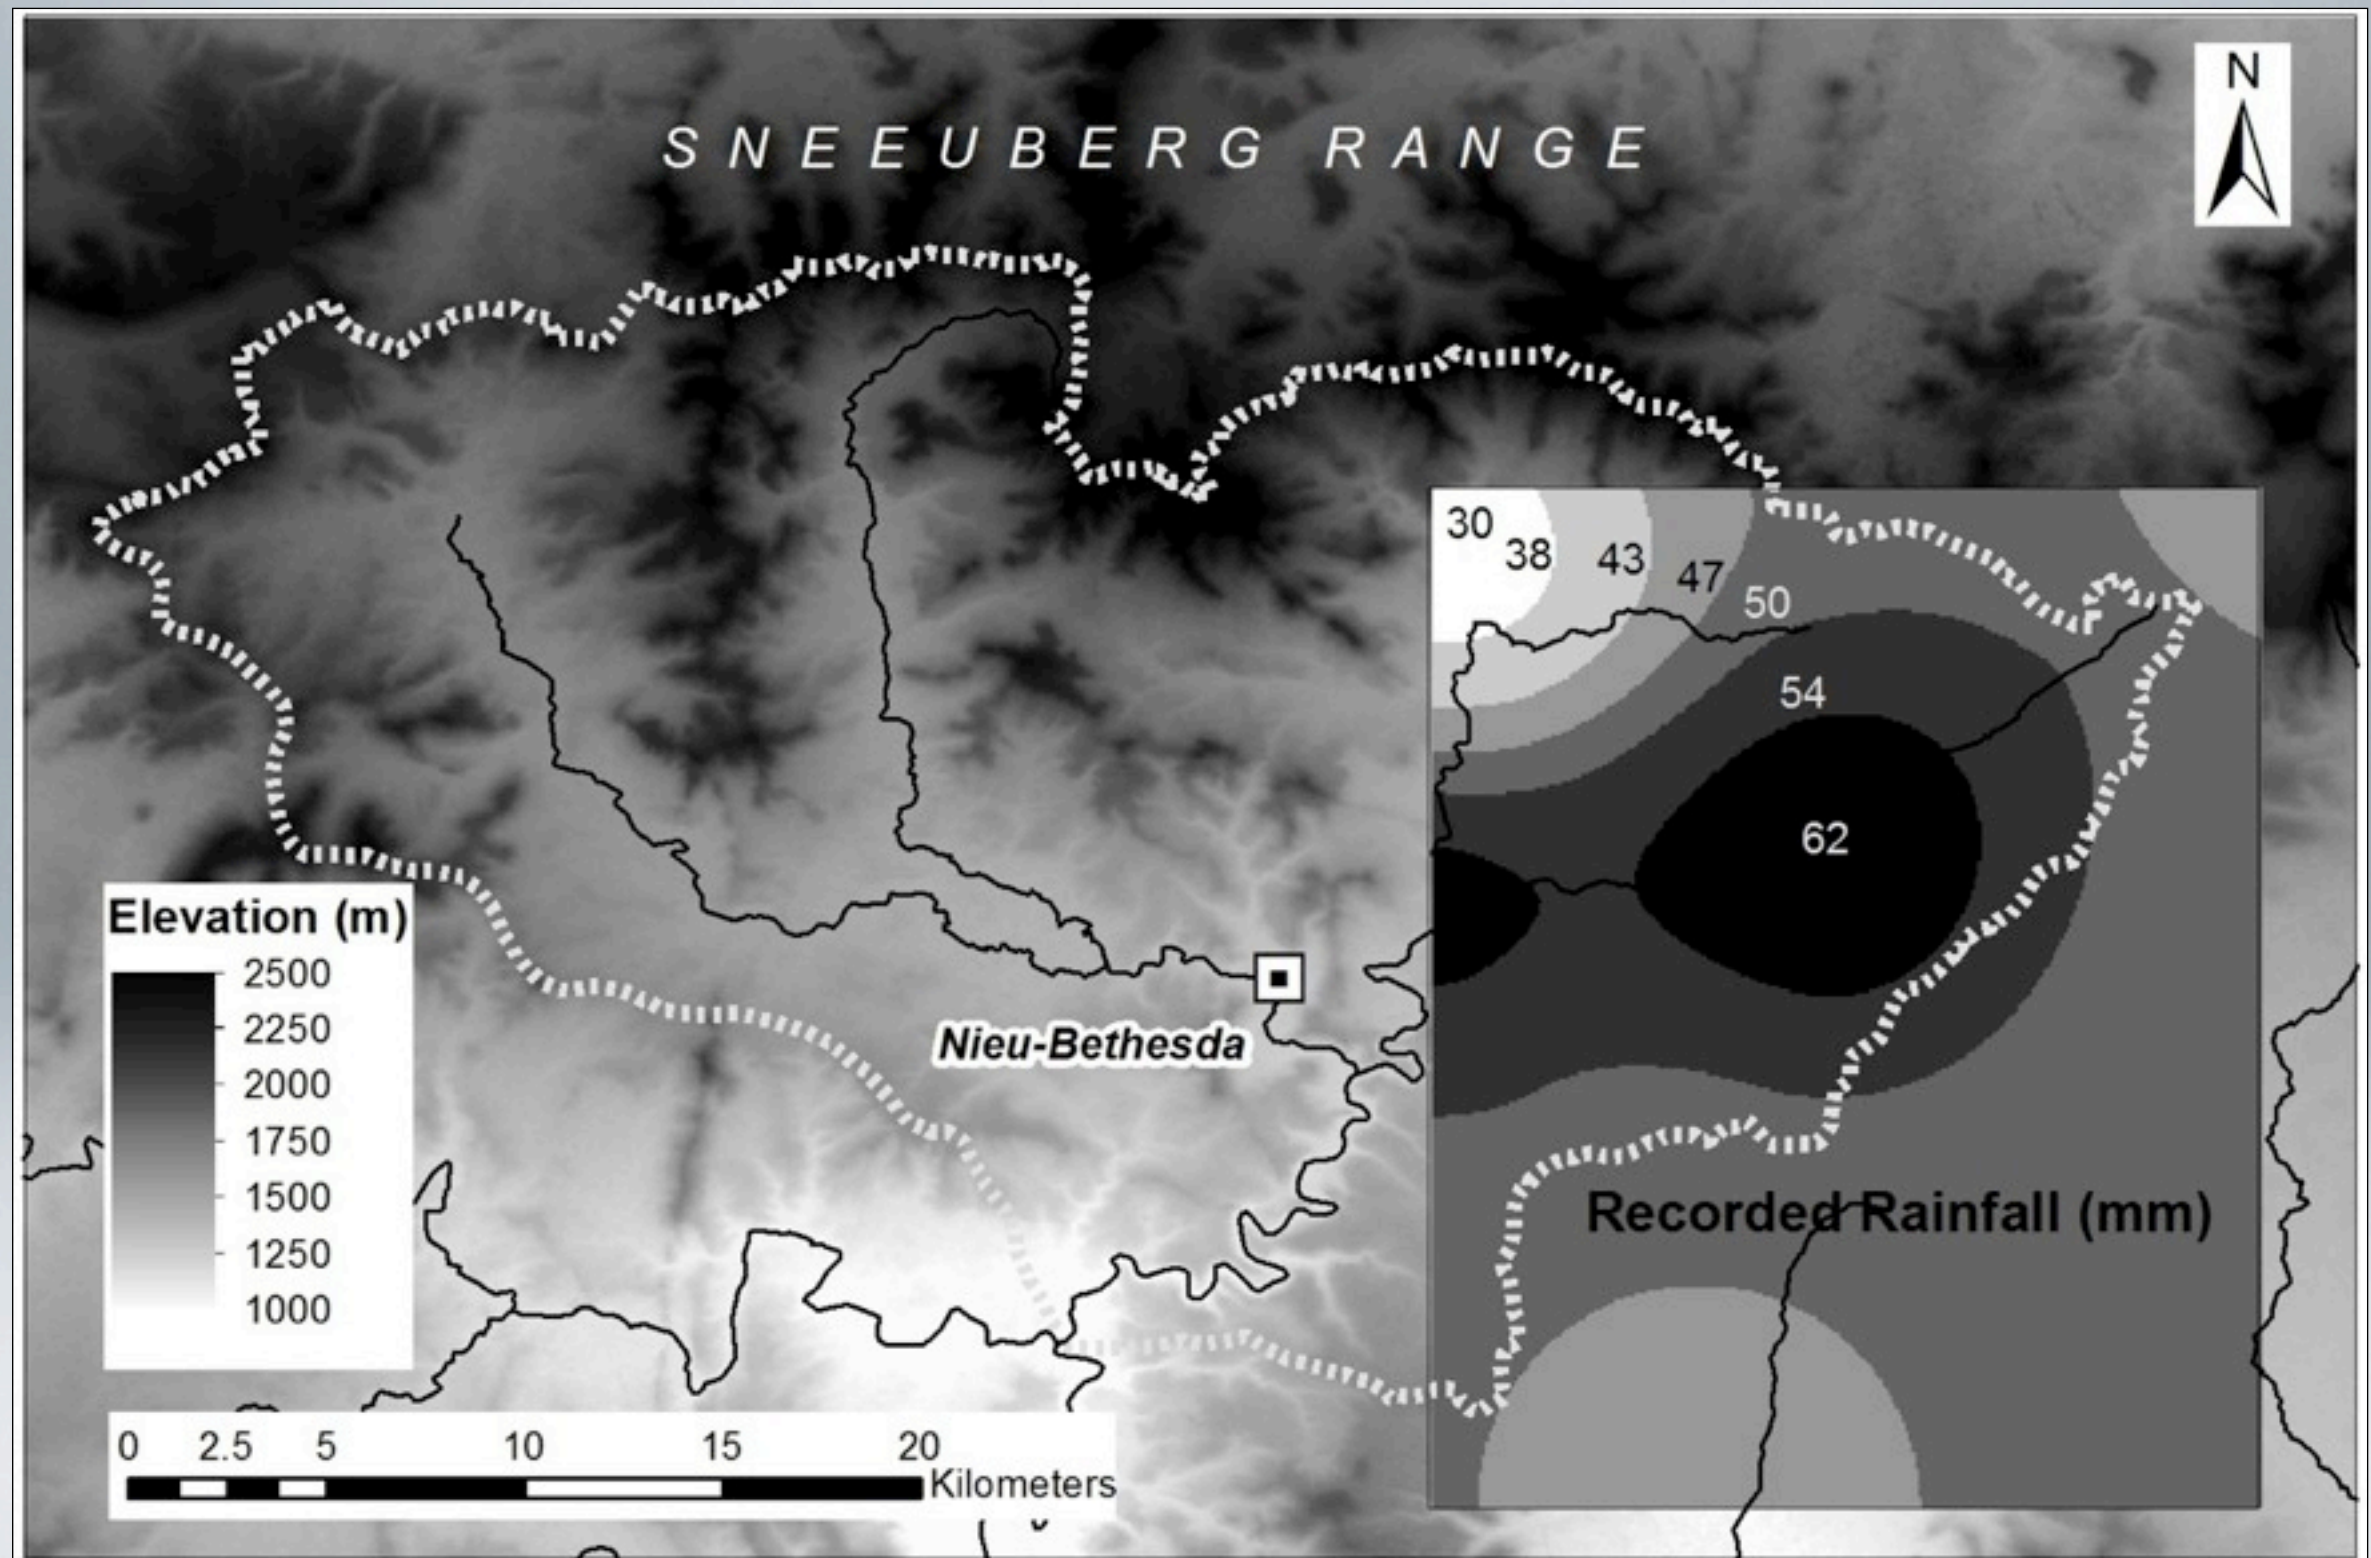 N
SNEEUBERG RANGE
30
38
43
47
50
54
62
Elevation (m)
2500
2250
2000
1750
1500
1250
1000
Nieu-Bethesda
Recorded Rainfall (mm)
0 2.5 5 10 15 20
Kilometers